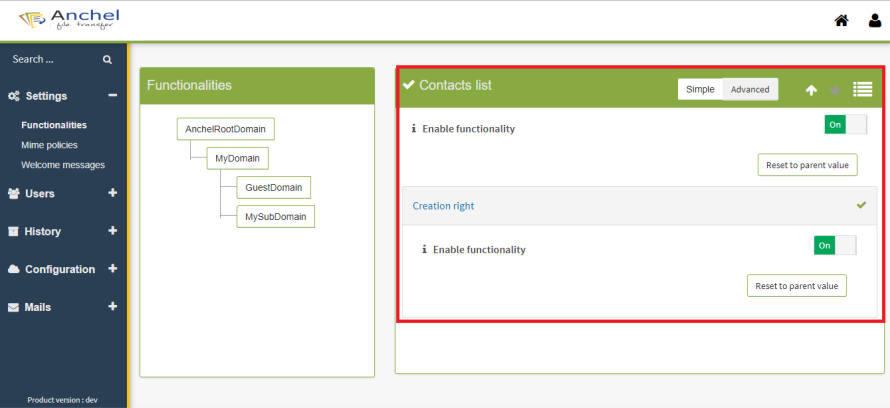 Anchel
file transfer
Search ...
Settings
Functionalities
Mime policies
Welcome messages
Users
History
Configuration
Mails
Product version : dev
Functionalities
AnchelRootDomain
MyDomain
GuestDomain
MySubDomain
Contacts list
Simple Advanced
Enable functionality
On
Reset to parent value
Creation right
Enable functionality
On
Reset to parent value